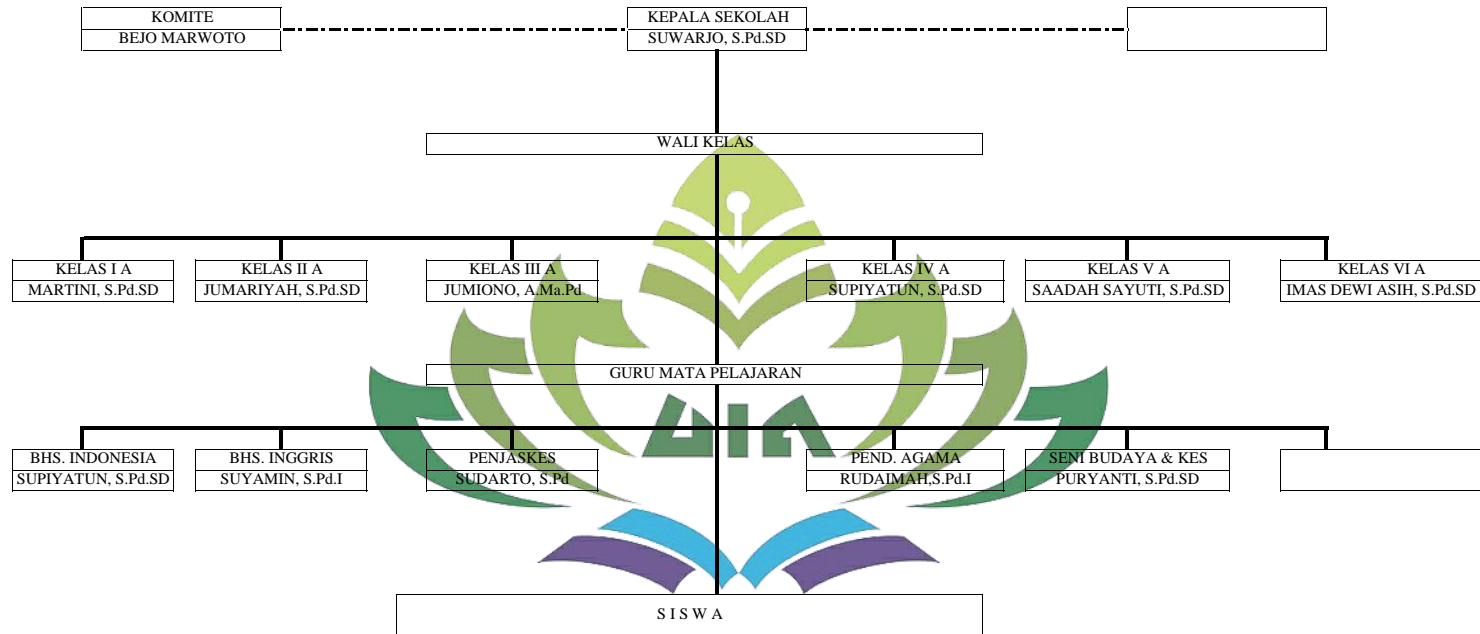 KOMITE
BEJO MARWOTO
KEPALA SEKOLAH
SUWARJO, S.Pd.SD
WALI KELAS
KELAS I A
MARTINI, S.Pd.SD
KELAS II A
JUMARIYAH, S.Pd.SD
KELAS III A
JUMIONO, A.Ma.Pd
KELAS IV A
SUPIYATUN, S.Pd.SD
KELAS V A
SAADAH SAYUTI, S.Pd.SD
KELAS VI A
IMAS DEWI ASIH, S.Pd.SD
GURU MATA PELAJARAN
UIN
BHS. INDONESIA
SUPIYATUN, S.Pd.SD
BHS. INGGRIS
SUYAMIN, S.Pd.I
PENJASKES
SUDARTO, S.Pd
PEND. AGAMA
RUDAIMAH,S.Pd.I
SENI BUDAYA & KES
PURYANTI, S.Pd.SD
S I S W A